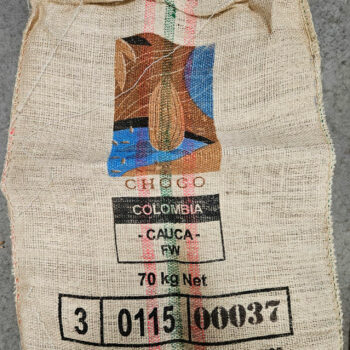 CHOCO
COLOMBIA
- CAUCA -
FW
70 kg Net
3 0115 00037